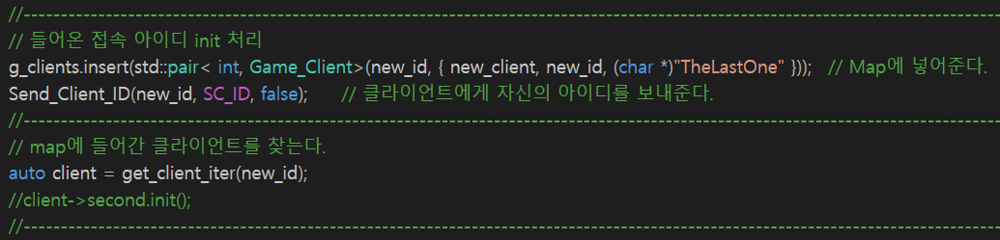 //------------------------------------------------------------------------------------------------------------------------
// 들어온 접속 아이디 init 처리
g_clients.insert(std::pair< int, Game_Client>(new_id, { new_client, new_id, (char *)"TheLastOne" }));   // Map에 넣어준다.
Send_Client_ID(new_id, SC_ID, false);      // 클라이언트에게 자신의 아이디를 보내준다.
//------------------------------------------------------------------------------------------------------------------------
// map에 들어간 클라이언트를 찾는다.
auto client = get_client_iter(new_id);
//client->second.init();
//------------------------------------------------------------------------------------------------------------------------